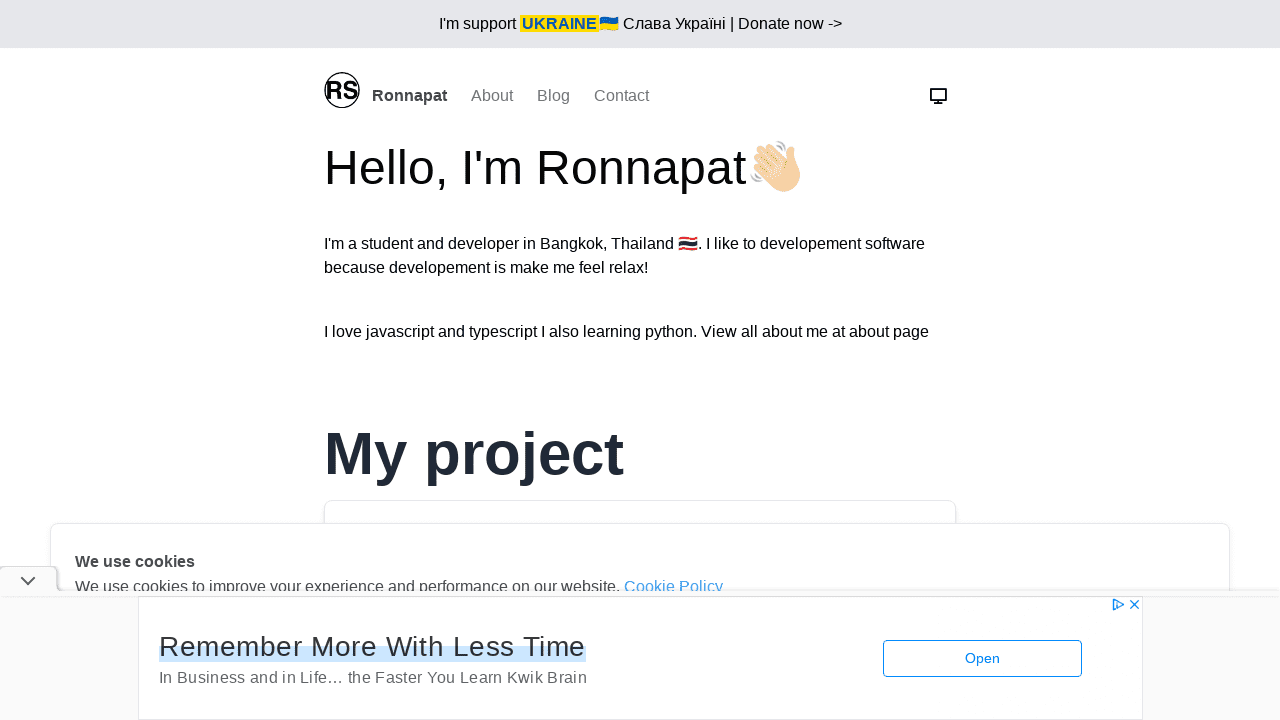 I'm support UKRAINE🇺🇦 Слава Україні | Donate now ->
RS Ronnapat About Blog Contact
Hello, I'm Ronnapat👋🏼
I'm a student and developer in Bangkok, Thailand 🇹🇭. I like to developement software
because developement is make me feel relax!
I love javascript and typescript I also learning python. View all about me at about page
My project
We use cookies
We use cookies to improve your experience and performance on our website. Cookie Policy
Remember More With Less Time
In Business and in Life… the Faster You Learn Kwik Brain
Open